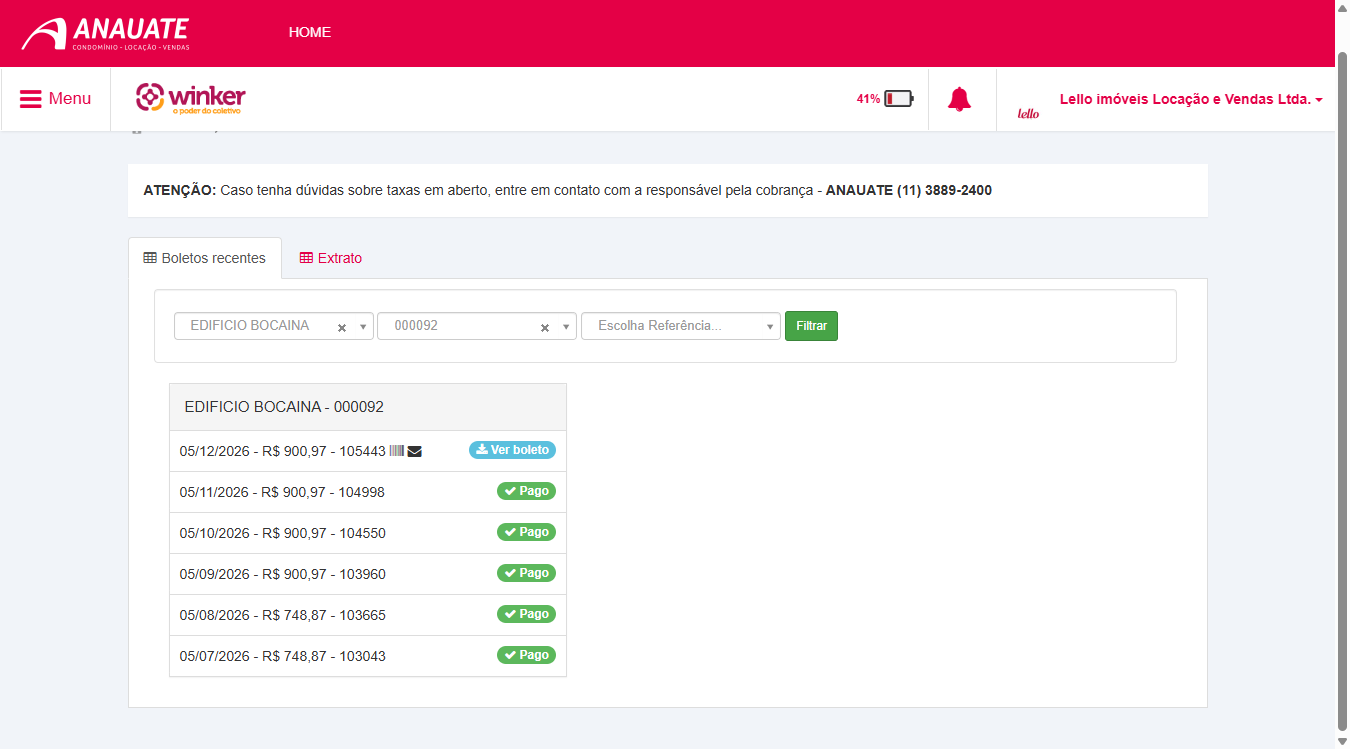 ANAUATE
CONDOMÍNIO - LOCAÇÃO - VENDAS
HOME
Menu
winker
o poder do coletivo
41%
lello
Lello imóveis Locação e Vendas Ltda.
ATENÇÃO: Caso tenha dúvidas sobre taxas em aberto, entre em contato com a responsável pela cobrança - ANAUATE (11) 3889-2400
Boletos recentes
Extrato
EDIFICIO BOCAINA
000092
Escolha Referência...
Filtrar
EDIFICIO BOCAINA - 000092
05/12/2026 - R$ 900,97 - 105443 Ver boleto
05/11/2026 - R$ 900,97 - 104998 Pago
05/10/2026 - R$ 900,97 - 104550 Pago
05/09/2026 - R$ 900,97 - 103960 Pago
05/08/2026 - R$ 748,87 - 103665 Pago
05/07/2026 - R$ 748,87 - 103043 Pago